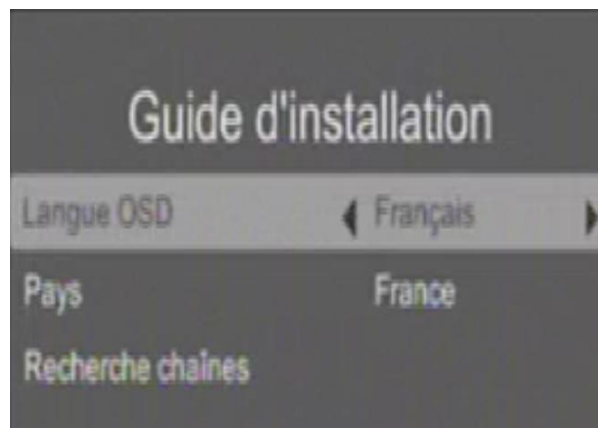 Guide d'installation
Langue OSD Français
Pays France
Recherche chaînes